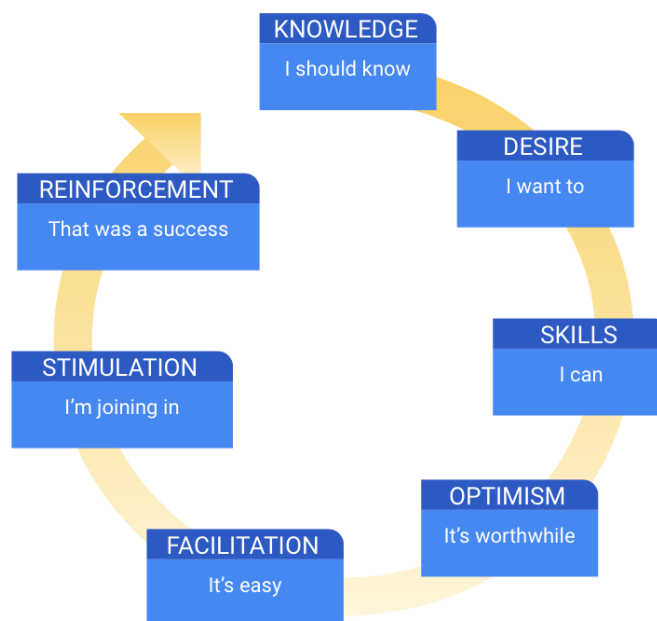 KNOWLEDGE
I should know
DESIRE
I want to
SKILLS
I can
OPTIMISM
It's worthwhile
FACILITATION
It's easy
STIMULATION
I'm joining in
REINFORCEMENT
That was a success